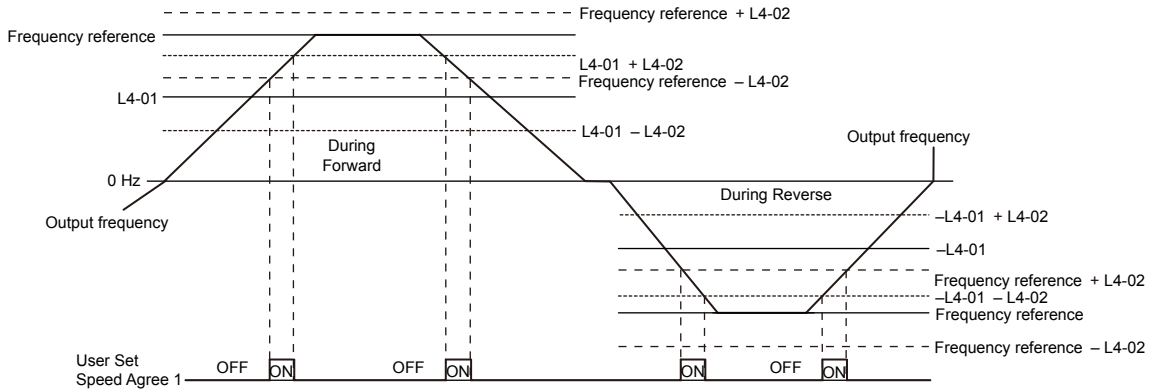 Frequency reference + L4-02
Frequency reference
L4-01 + L4-02
Frequency reference – L4-02
L4-01
L4-01 – L4-02
During
Forward
Output frequency
0 Hz
During Reverse
Output frequency
–L4-01 + L4-02
–L4-01
Frequency reference + L4-02
–L4-01 – L4-02
Frequency reference
Frequency reference – L4-02
User Set
Speed Agree 1
OFF ON OFF ON ON OFF ON